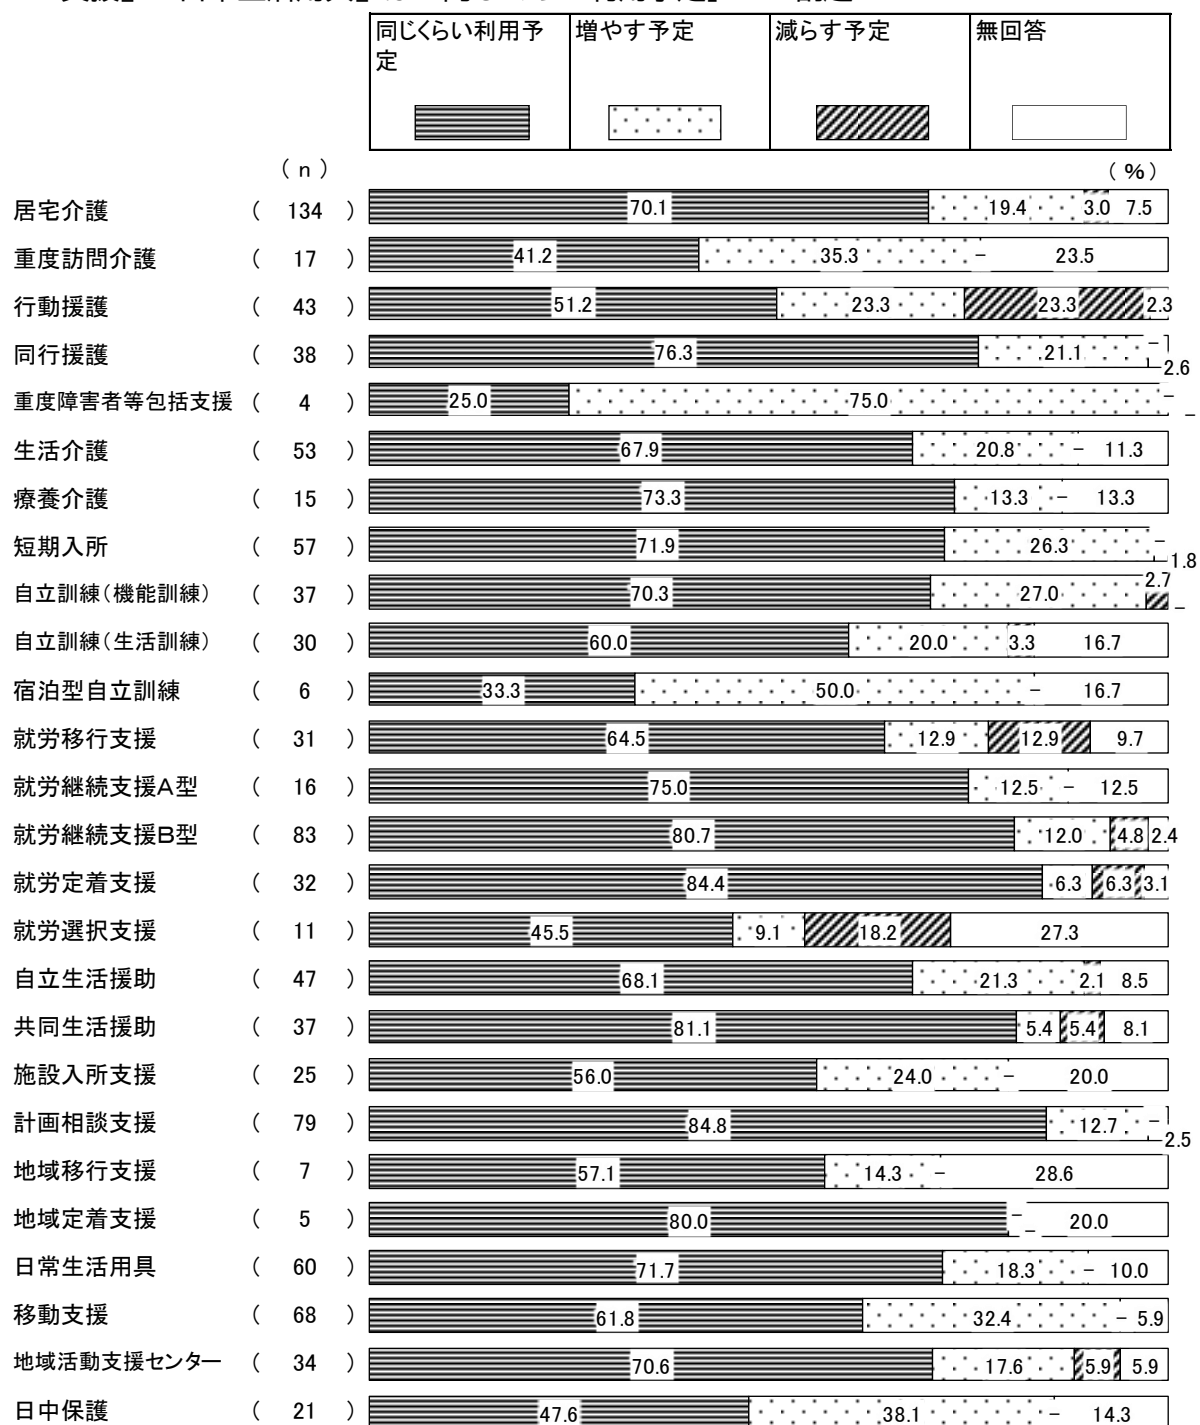 同じくらい利用予定 増やす予定 減らす予定 無回答
(n) (%)
居宅介護 ( 134 ) 70.1 19.4 3.0 7.5
重度訪問介護 ( 17 ) 41.2 35.3 － 23.5
行動援護 ( 43 ) 51.2 23.3 23.3 2.3
同行援護 ( 38 ) 76.3 21.1 － 2.6
重度障害者等包括支援 ( 4 ) 25.0 75.0 － －
生活介護 ( 53 ) 67.9 20.8 － 11.3
療養介護 ( 15 ) 73.3 13.3 － 13.3
短期入所 ( 57 ) 71.9 26.3 － 1.8
自立訓練（機能訓練） ( 37 ) 70.3 27.0 2.7 －
自立訓練（生活訓練） ( 30 ) 60.0 20.0 3.3 16.7
宿泊型自立訓練 ( 6 ) 33.3 50.0 － 16.7
就労移行支援 ( 31 ) 64.5 12.9 12.9 9.7
就労継続支援Ａ型 ( 16 ) 75.0 12.5 － 12.5
就労継続支援Ｂ型 ( 83 ) 80.7 12.0 4.8 2.4
就労定着支援 ( 32 ) 84.4 6.3 6.3 3.1
就労選択支援 ( 11 ) 45.5 9.1 18.2 27.3
自立生活援助 ( 47 ) 68.1 21.3 2.1 8.5
共同生活援助 ( 37 ) 81.1 5.4 5.4 8.1
施設入所支援 ( 25 ) 56.0 24.0 － 20.0
計画相談支援 ( 79 ) 84.8 12.7 － 2.5
地域移行支援 ( 7 ) 57.1 14.3 － 28.6
地域定着支援 ( 5 ) 80.0 － － 20.0
日常生活用具 ( 60 ) 71.7 18.3 － 10.0
移動支援 ( 68 ) 61.8 32.4 － 5.9
地域活動支援センター ( 34 ) 70.6 17.6 5.9 5.9
日中保護 ( 21 ) 47.6 38.1 － 14.3